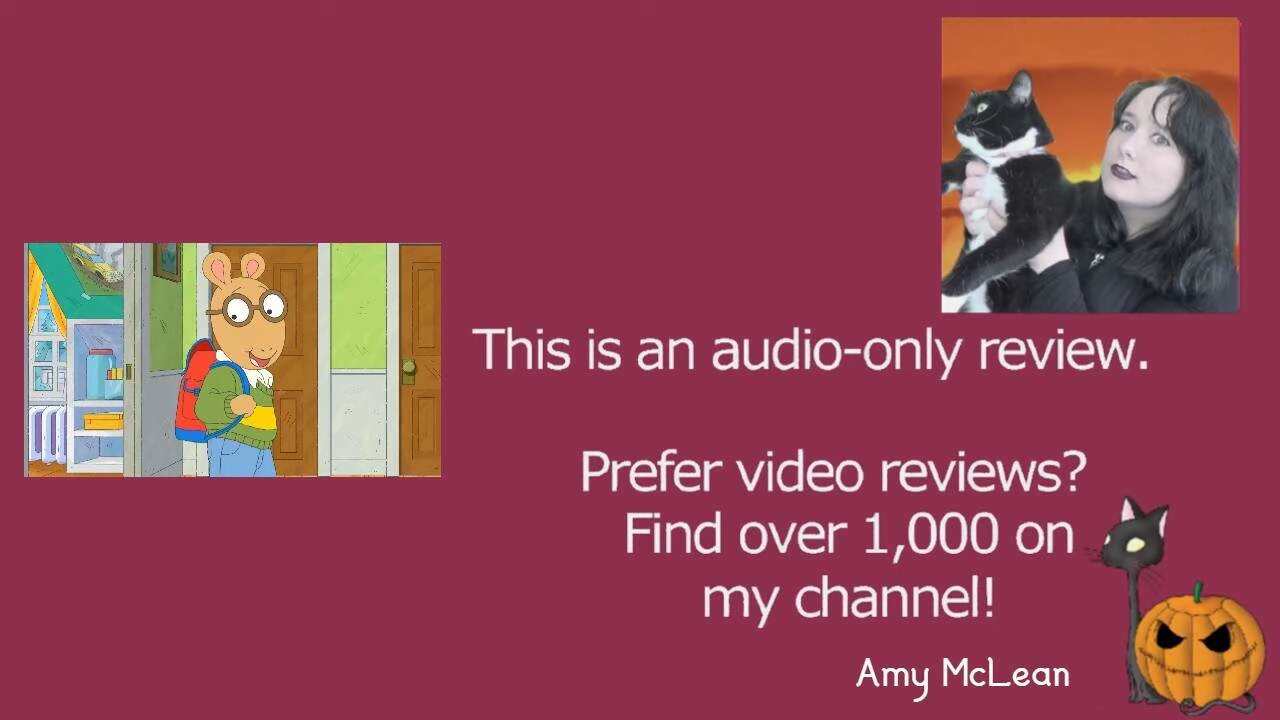 This is an audio-only review.
Prefer video reviews?
Find over 1,000 on
my channel!
Amy McLean